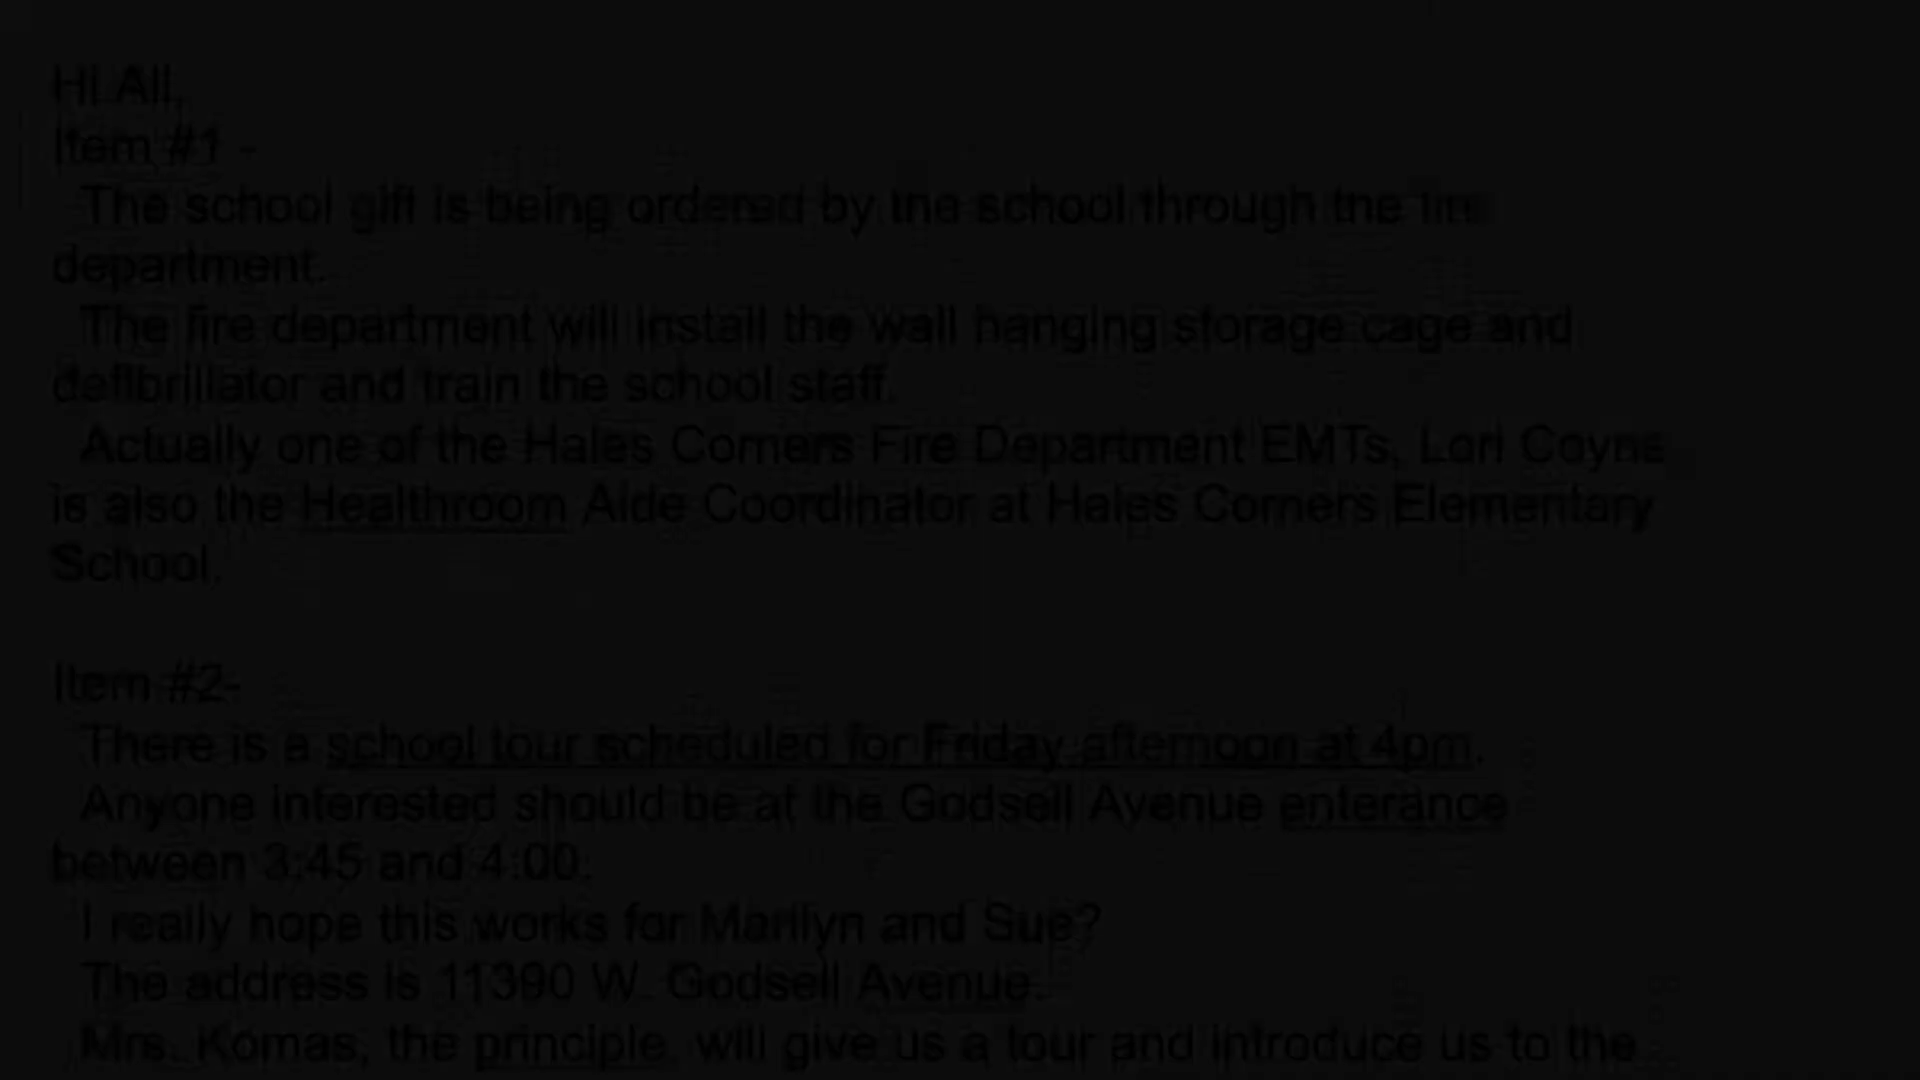 Hi All,
Item #1 -
The school gift is being ordered by the school through the fire
department.
The fire department will install the wall hanging storage cage and
defibrillator and train the school staff.
Actually one of the Hales Corners Fire Department EMTs, Lori Coyne
is also the Healthroom Aide Coordinator at Hales Corners Elementary
School.
Item #2-
There is a school tour scheduled for Friday afternoon at 4pm.
Anyone interested should be at the Godsell Avenue enterance
between 3:45 and 4:00.
I really hope this works for Marilyn and Sue?
The address is 11390 W. Godsell Avenue.
Mrs. Komas, the principle, will give us a tour and introduce us to the